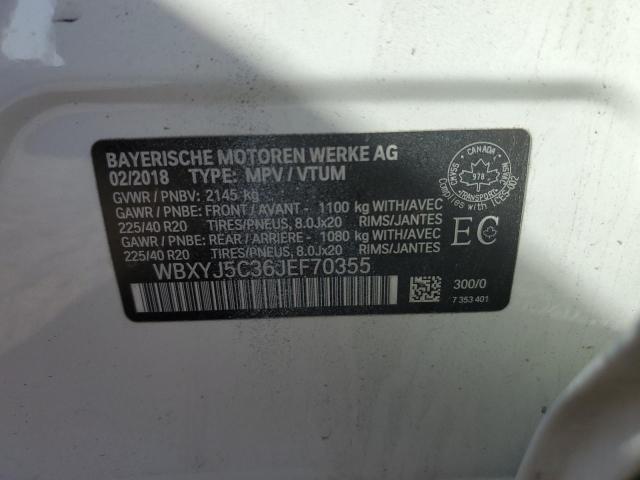 BAYERISCHE MOTOREN WERKE AG
02/2018 TYPE: MPV / VTUM
GVWR / PNBV: 2145 kg
GAWR / PNBE: FRONT / AVANT - 1100 kg WITH/AVEC
225/40 R20 TIRES/PNEUS, 8.0Jx20 RIMS/JANTES
GAWR / PNBE: REAR / ARRIERE - 1080 kg WITH/AVEC
225/40 R20 TIRES/PNEUS, 8.0Jx20 RIMS/JANTES
WBXYJ5C36JEF70355
CANADA
978
TRANSPORT
Complies with
EC
300/0
7 353 401